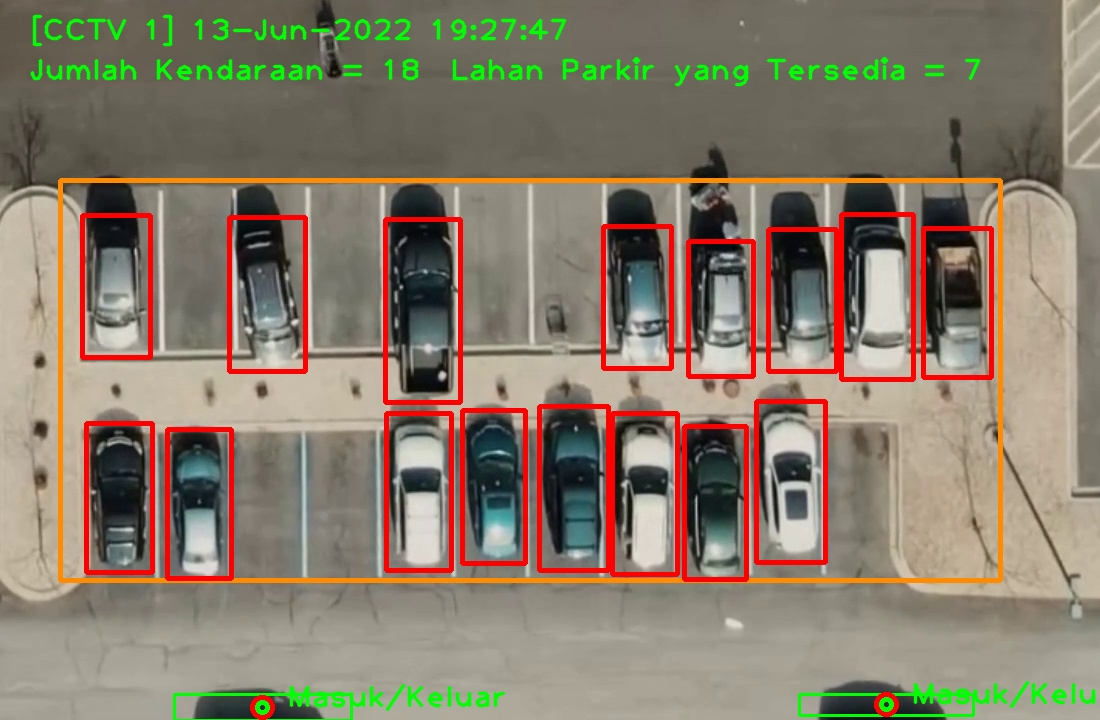 [CCTV 1] 13-Jun-2022 19:27:47
Jumlah Kendaraan = 18 Lahan Parkir yang Tersedia = 7
Masuk/Keluar
Masuk/Kelu